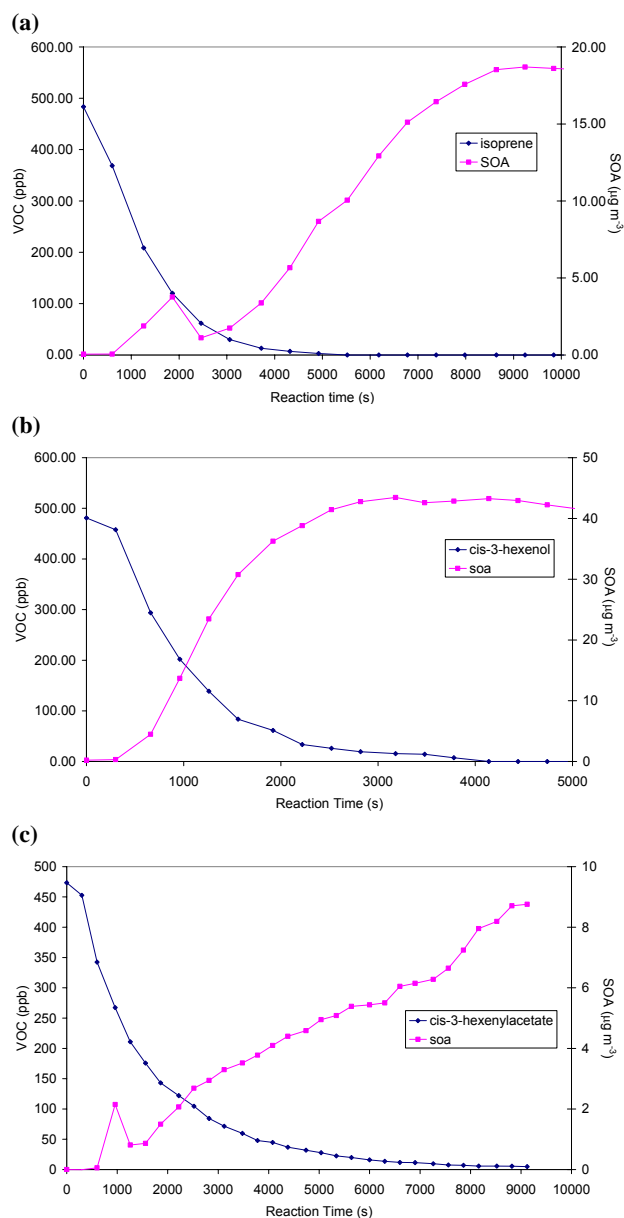 (a)
600.00
500.00
400.00
300.00
200.00
100.00
0.00
VOC (ppb)
20.00
15.00
10.00
5.00
0.00
SOA (µg m-3)
isoprene
SOA
0 1000 2000 3000 4000 5000 6000 7000 8000 9000 10000
Reaction time (s)
(b)
600.00
500.00
400.00
300.00
200.00
100.00
0.00
VOC (ppb)
50
40
30
20
10
0
SOA (µg m-3)
cis-3-hexenol
soa
0 1000 2000 3000 4000 5000
Reaction Time (s)
(c)
500
450
400
350
300
250
200
150
100
50
0
VOC (ppb)
10
8
6
4
2
0
SOA (µg m-3)
cis-3-hexenylacetate
soa
0 1000 2000 3000 4000 5000 6000 7000 8000 9000 10000
Reaction Time (s)